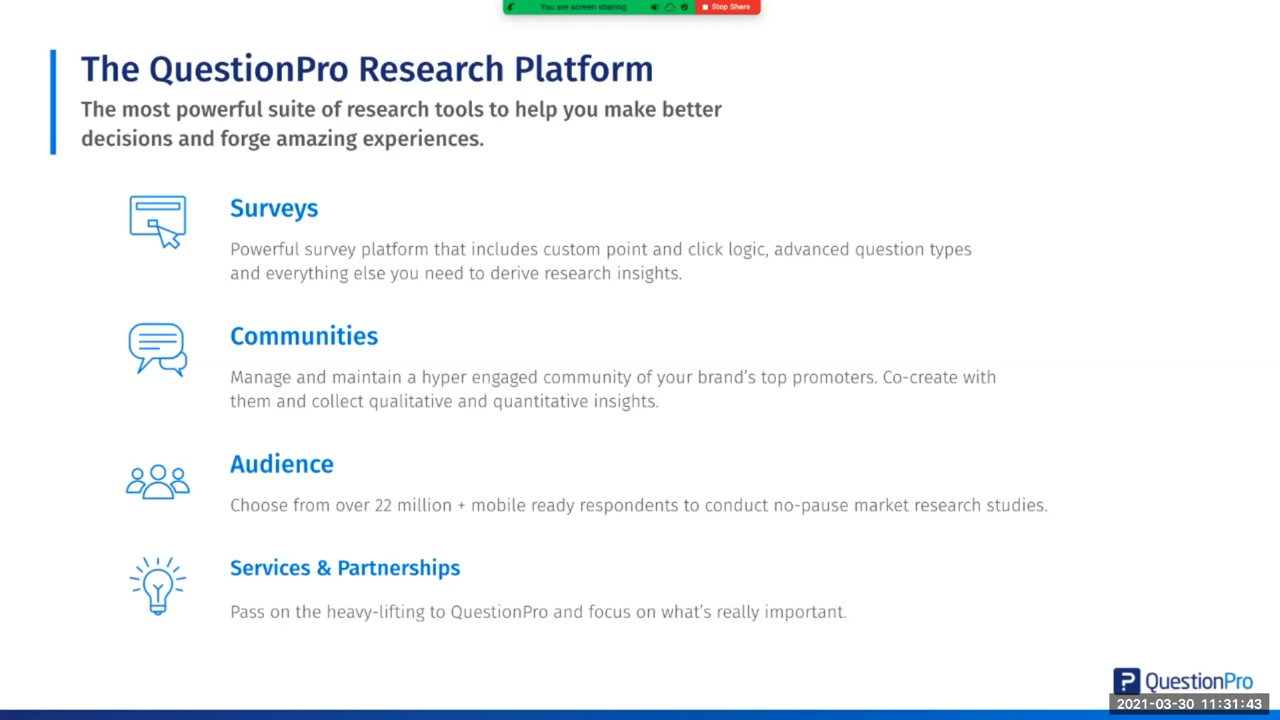 You are screen sharing
Stop Share
The QuestionPro Research Platform
The most powerful suite of research tools to help you make better
decisions and forge amazing experiences.
Surveys
Powerful survey platform that includes custom point and click logic, advanced question types
and everything else you need to derive research insights.
Communities
Manage and maintain a hyper engaged community of your brand's top promoters. Co-create with
them and collect qualitative and quantitative insights.
Audience
Choose from over 22 million + mobile ready respondents to conduct no-pause market research studies.
Services & Partnerships
Pass on the heavy-lifting to QuestionPro and focus on what's really important.
QuestionPro
2021-03-30 11:31:43